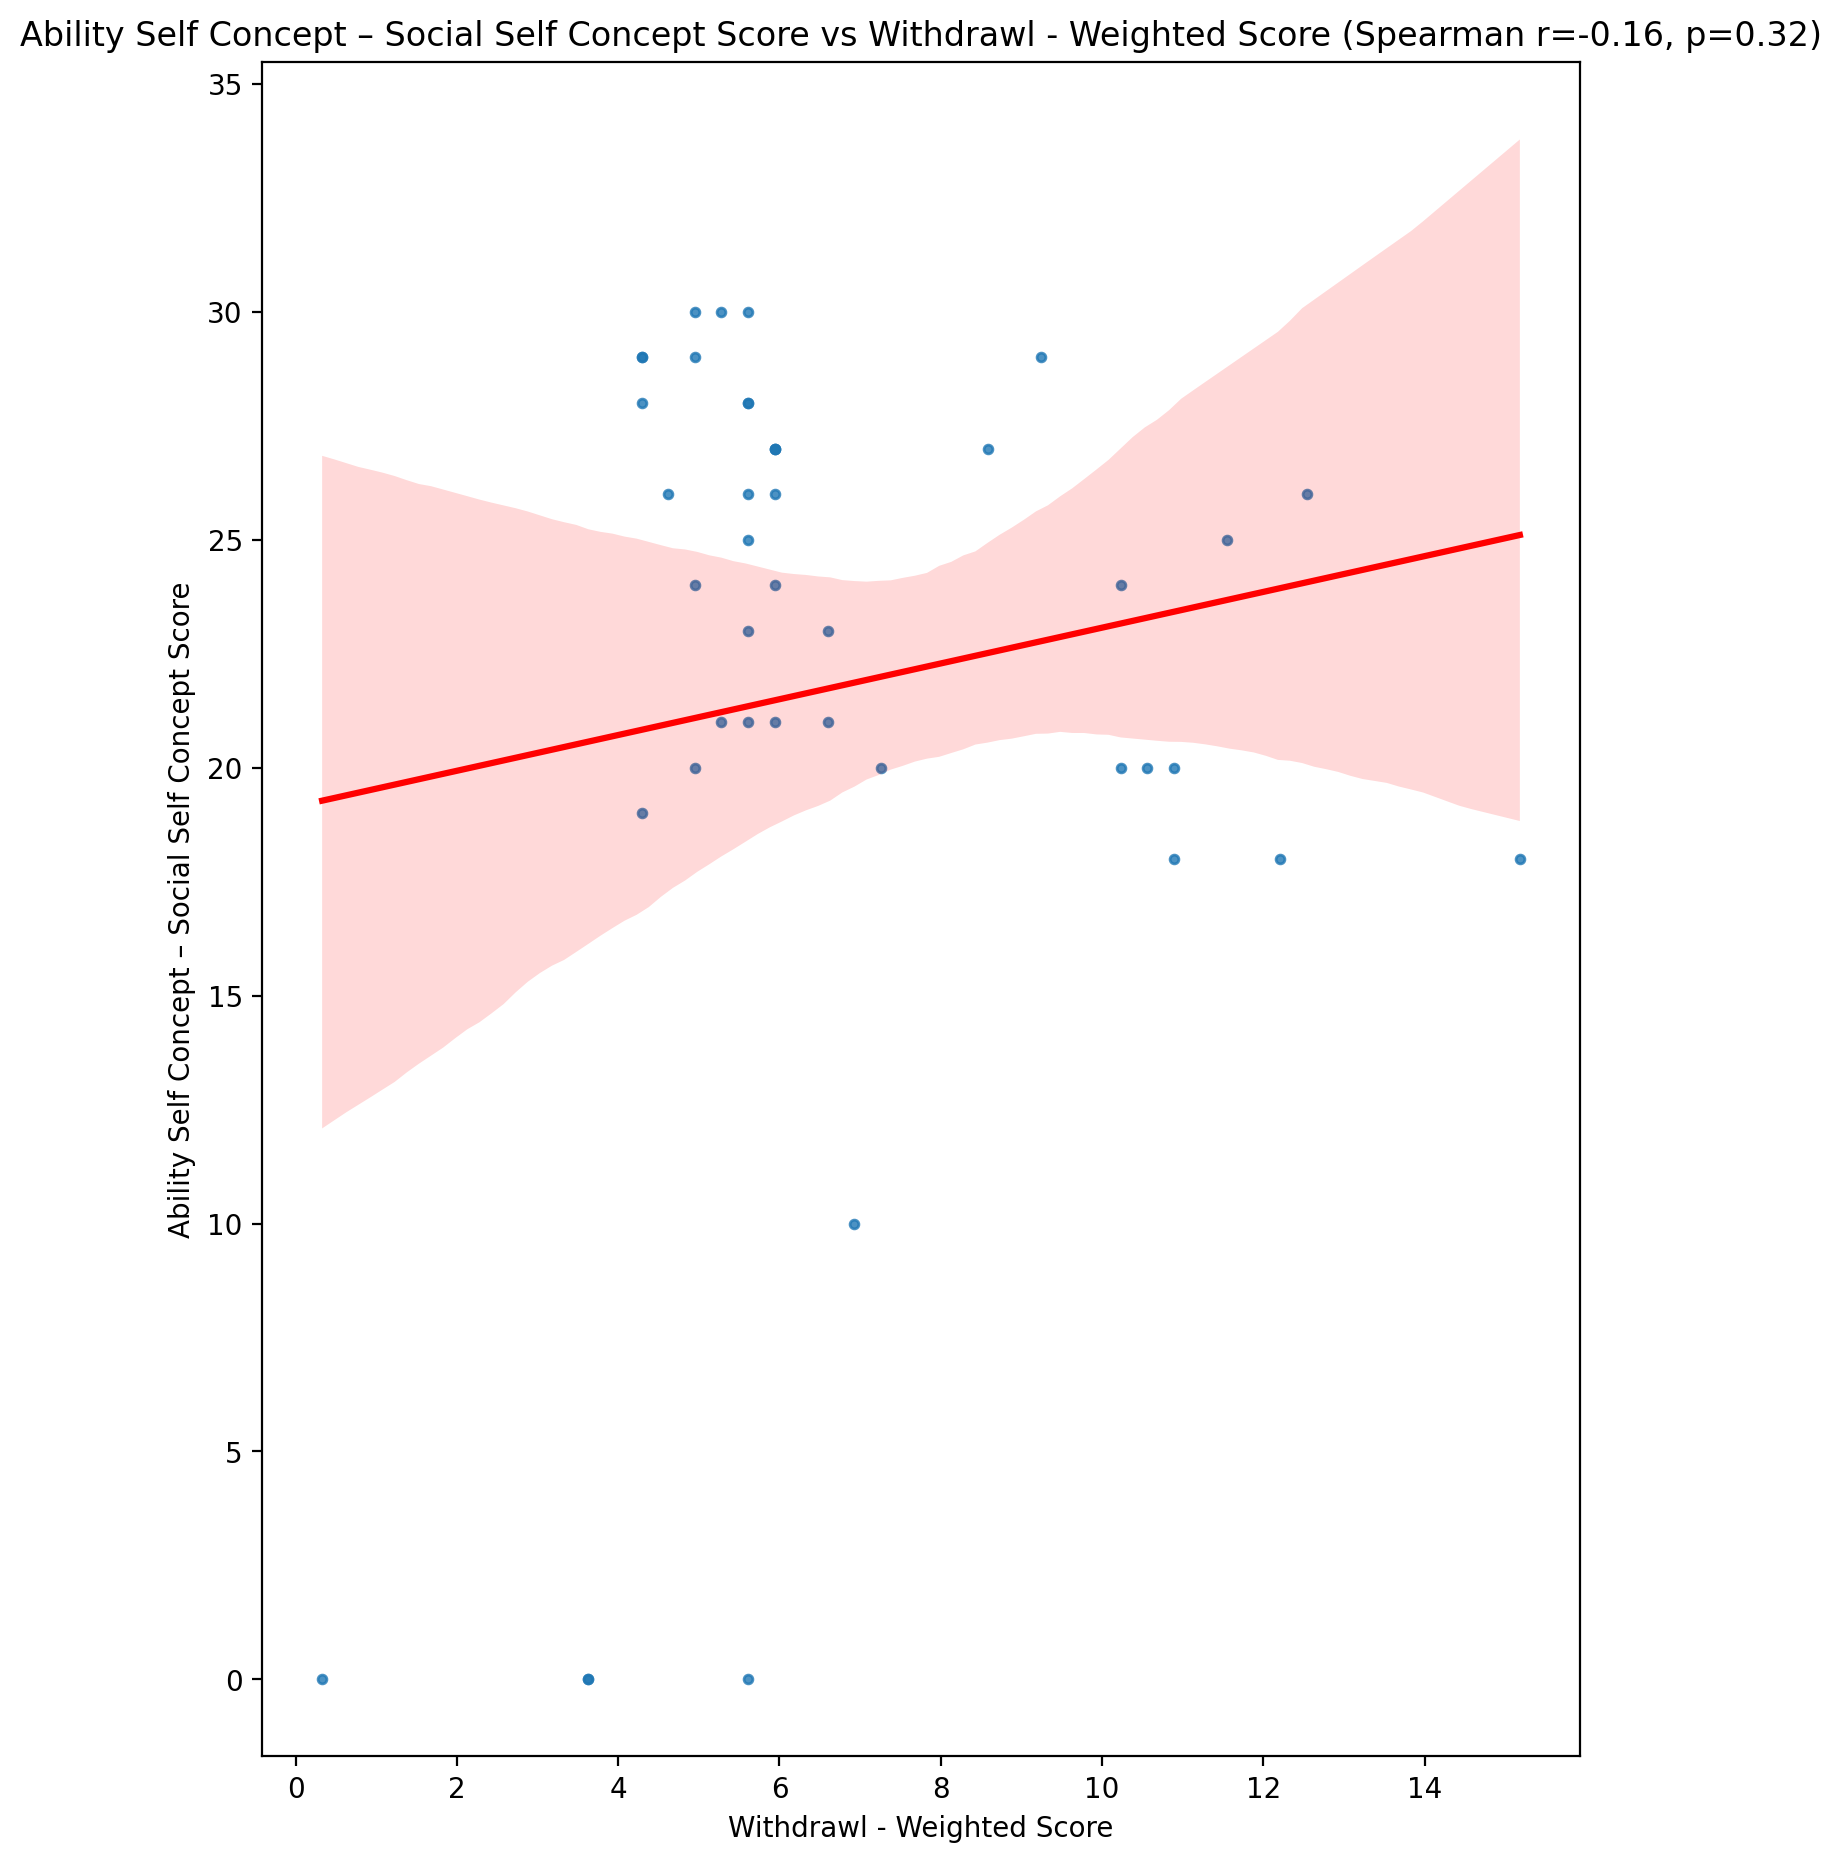 Ability Self Concept – Social Self Concept Score vs Withdrawl - Weighted Score (Spearman r=-0.16, p=0.32)
35
30
25
20
15
10
5
0
Ability Self Concept – Social Self Concept Score
0 2 4 6 8 10 12 14
Withdrawl - Weighted Score